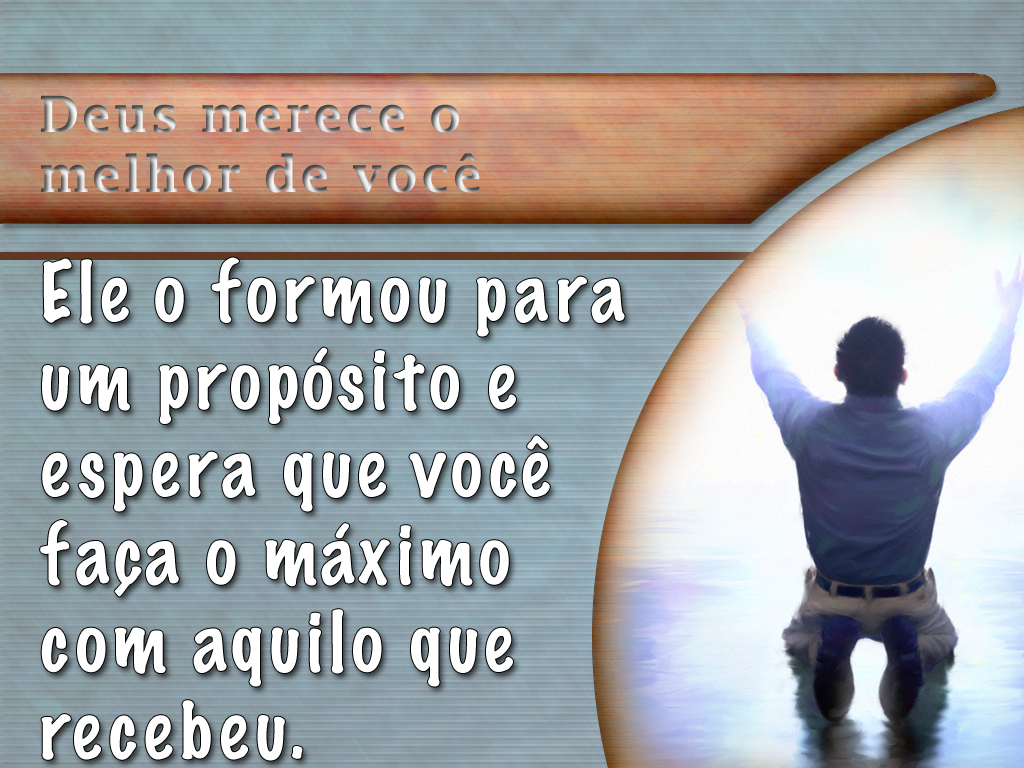 Deus merece o
melhor de você
Ele o formou para
um propósito e
espera que você
faça o máximo
com aquilo que
recebeu.